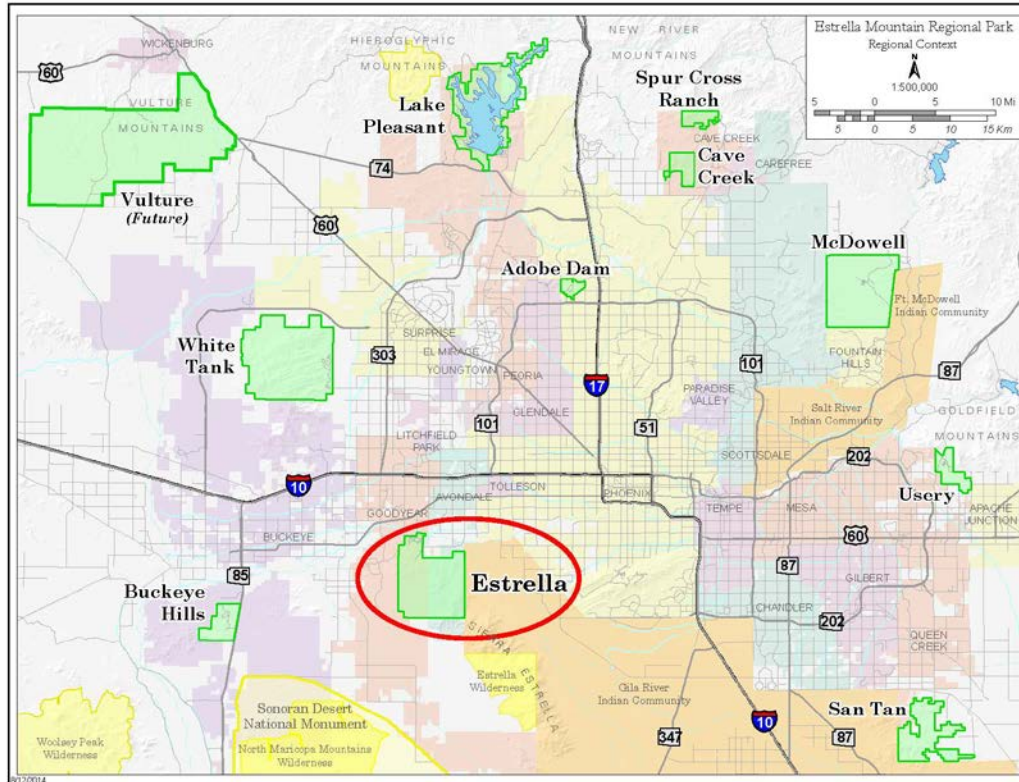 Estrella Mountain Regional Park
Regional Context
N
1:500,000
5 0 5 10 Mi
5 0 5 10 15 Km
WICKENBURG
60
VULTURE
MOUNTAINS
Vulture
(Future)
HIEROGLYPHIC
MOUNTAINS
Lake
Pleasant
74
60
NEW RIVER
MOUNTAINS
Spur Cross
Ranch
CAVE CREEK
CAREFREE
Cave
Creek
McDowell
Ft. McDowell
Indian Community
Adobe Dam
White
Tank
303
SURPRISE
EL MIRAGE
YOUNGTOWN
PEORIA
17
101
PARADISE
VALLEY
FOUNTAIN
HILLS
87
GLENDALE
101
51
LITCHFIELD
PARK
Salt River
Indian Community
GOLDFIELD
MOUNTAINS
SCOTTSDALE
202
10
TOLLESON
AVONDALE
PHOENIX
GOODYEAR
TEMPE
MESA
Usery
APACHE
JUNCTION
BUCKEYE
60
85
87
GILBERT
Estrella
Buckeye
Hills
CHANDLER
202
QUEEN
CREEK
SIERRA ESTRELLA
Estrella
Wilderness
Gila River
Indian Community
Sonoran Desert
National Monument
North Maricopa Mountains
Wilderness
Woolsey Peak
Wilderness
347
10
87
San Tan